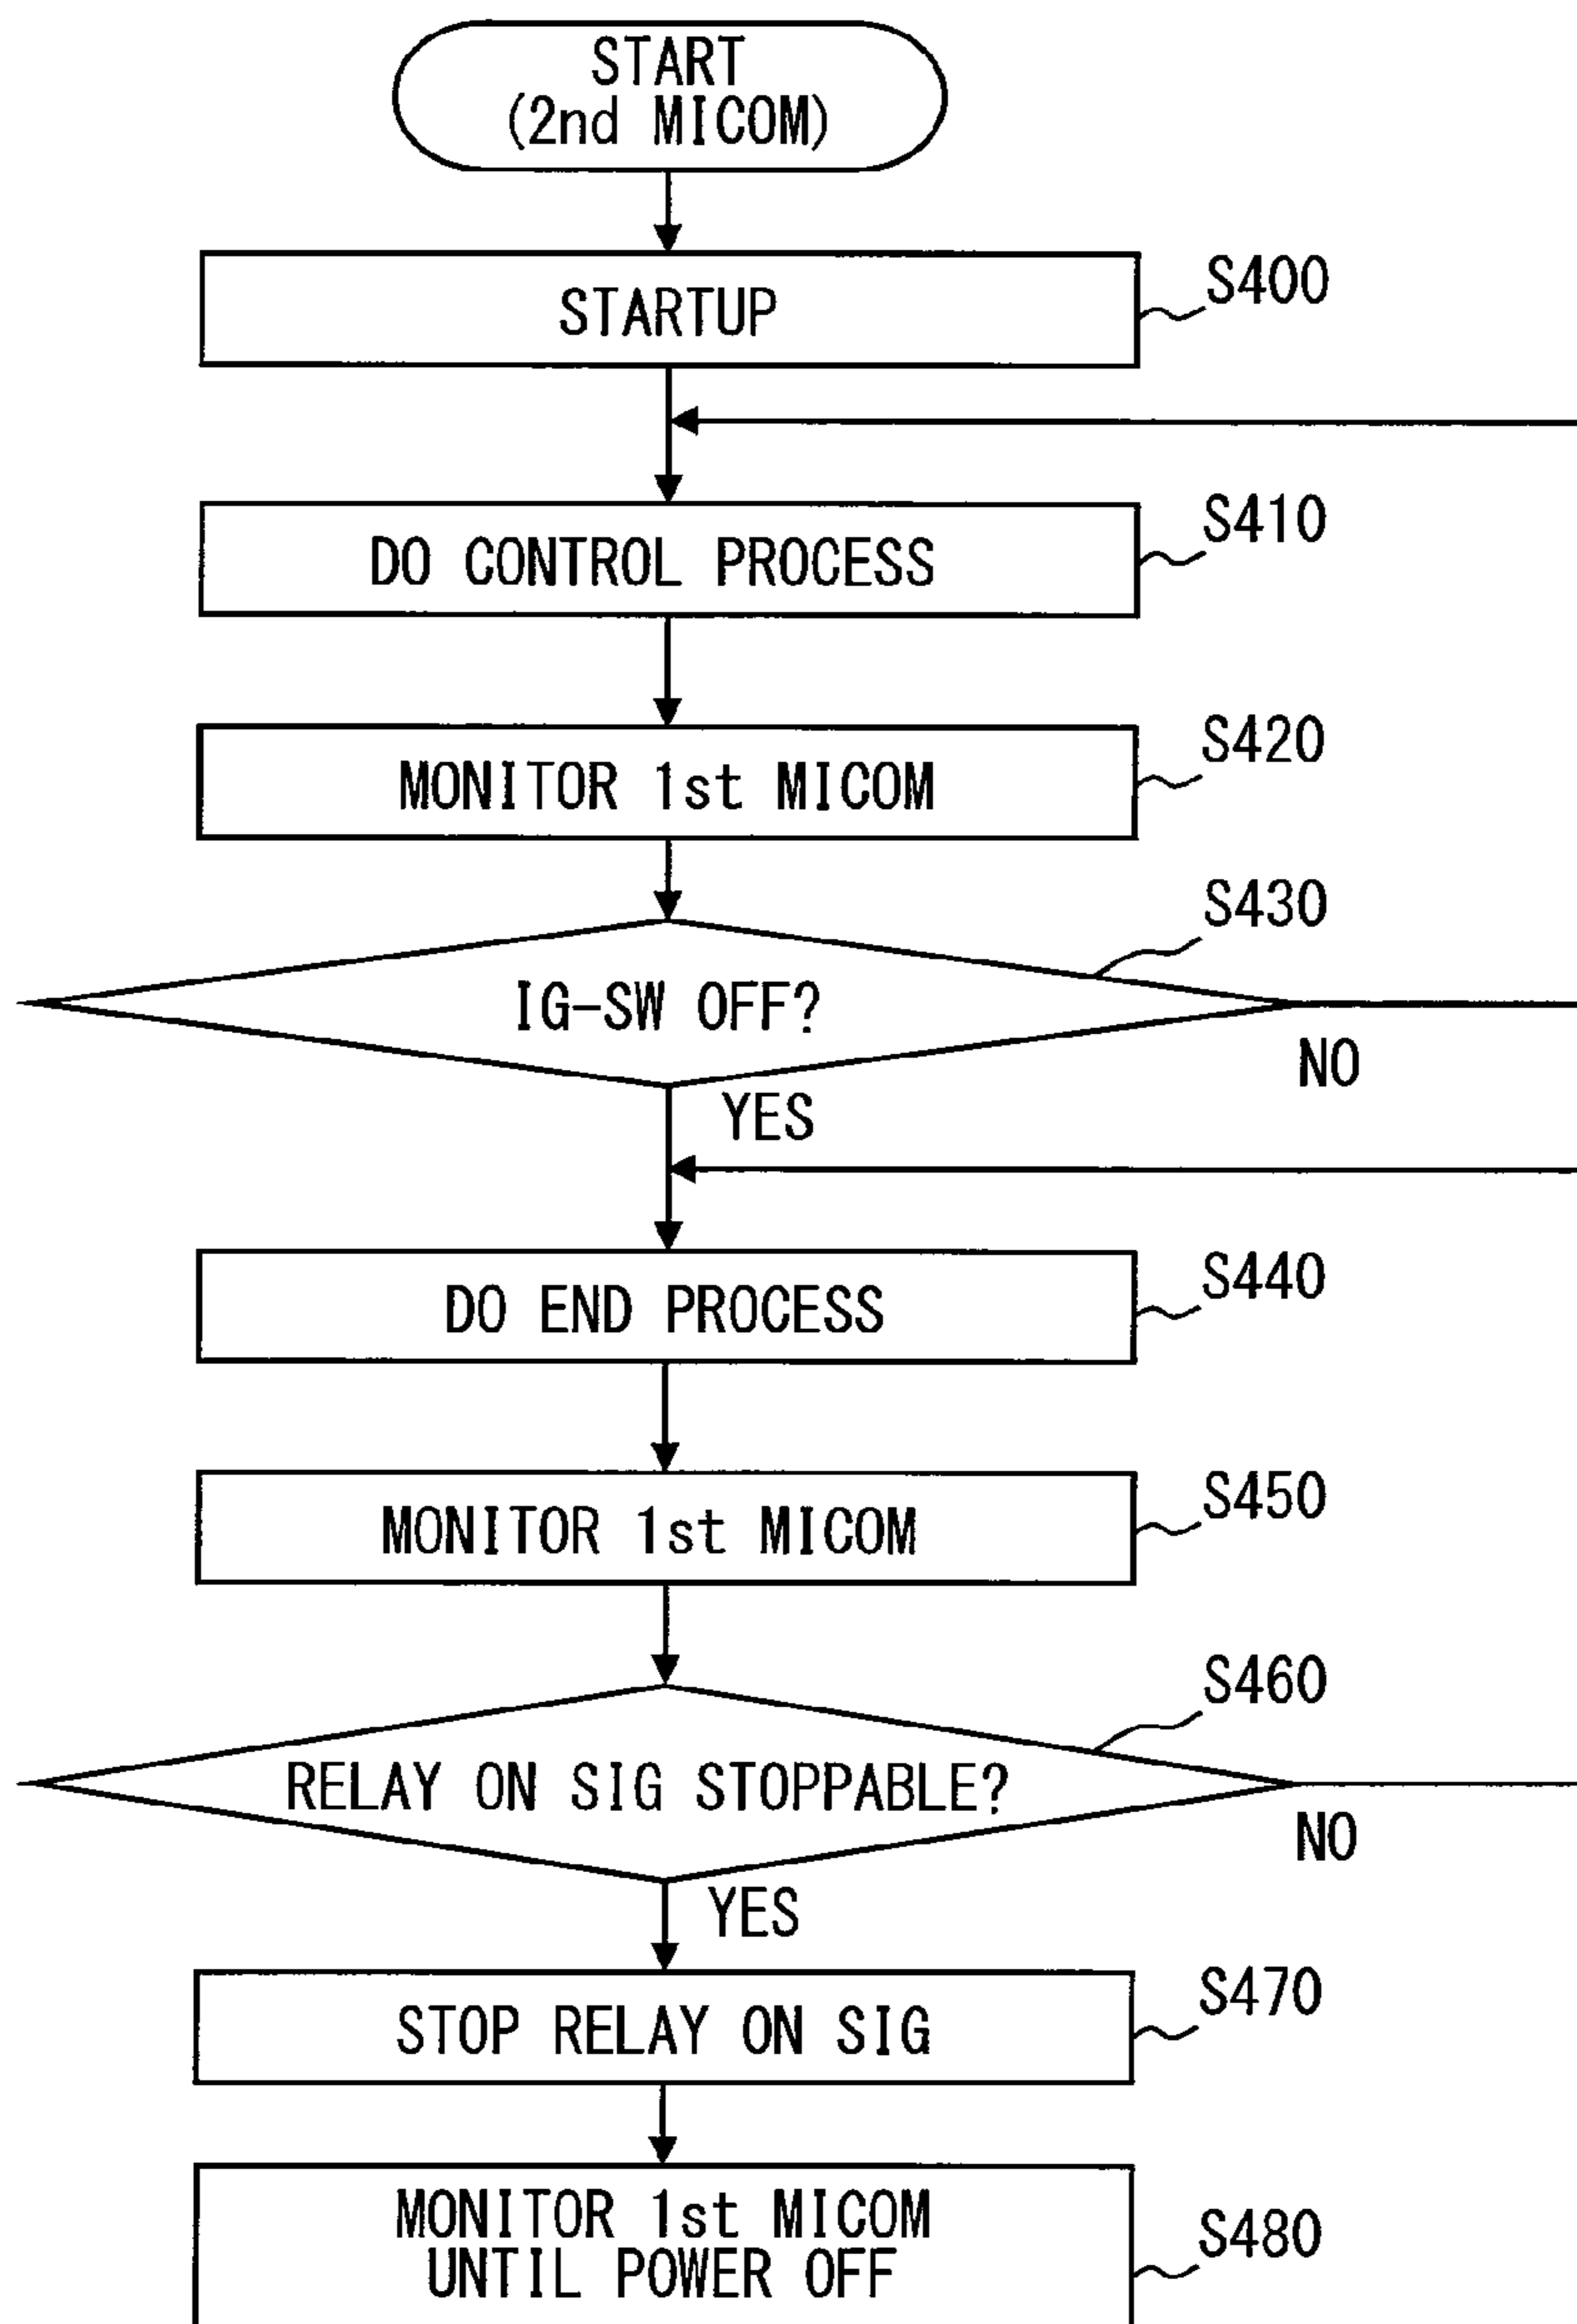 START
(2nd MICOM)
STARTUP
S400
DO CONTROL PROCESS
S410
MONITOR 1st MICOM
S420
IG-SW OFF?
S430
NO
YES
DO END PROCESS
S440
MONITOR 1st MICOM
S450
RELAY ON SIG STOPPABLE?
S460
NO
YES
STOP RELAY ON SIG
S470
MONITOR 1st MICOM
UNTIL POWER OFF
S480